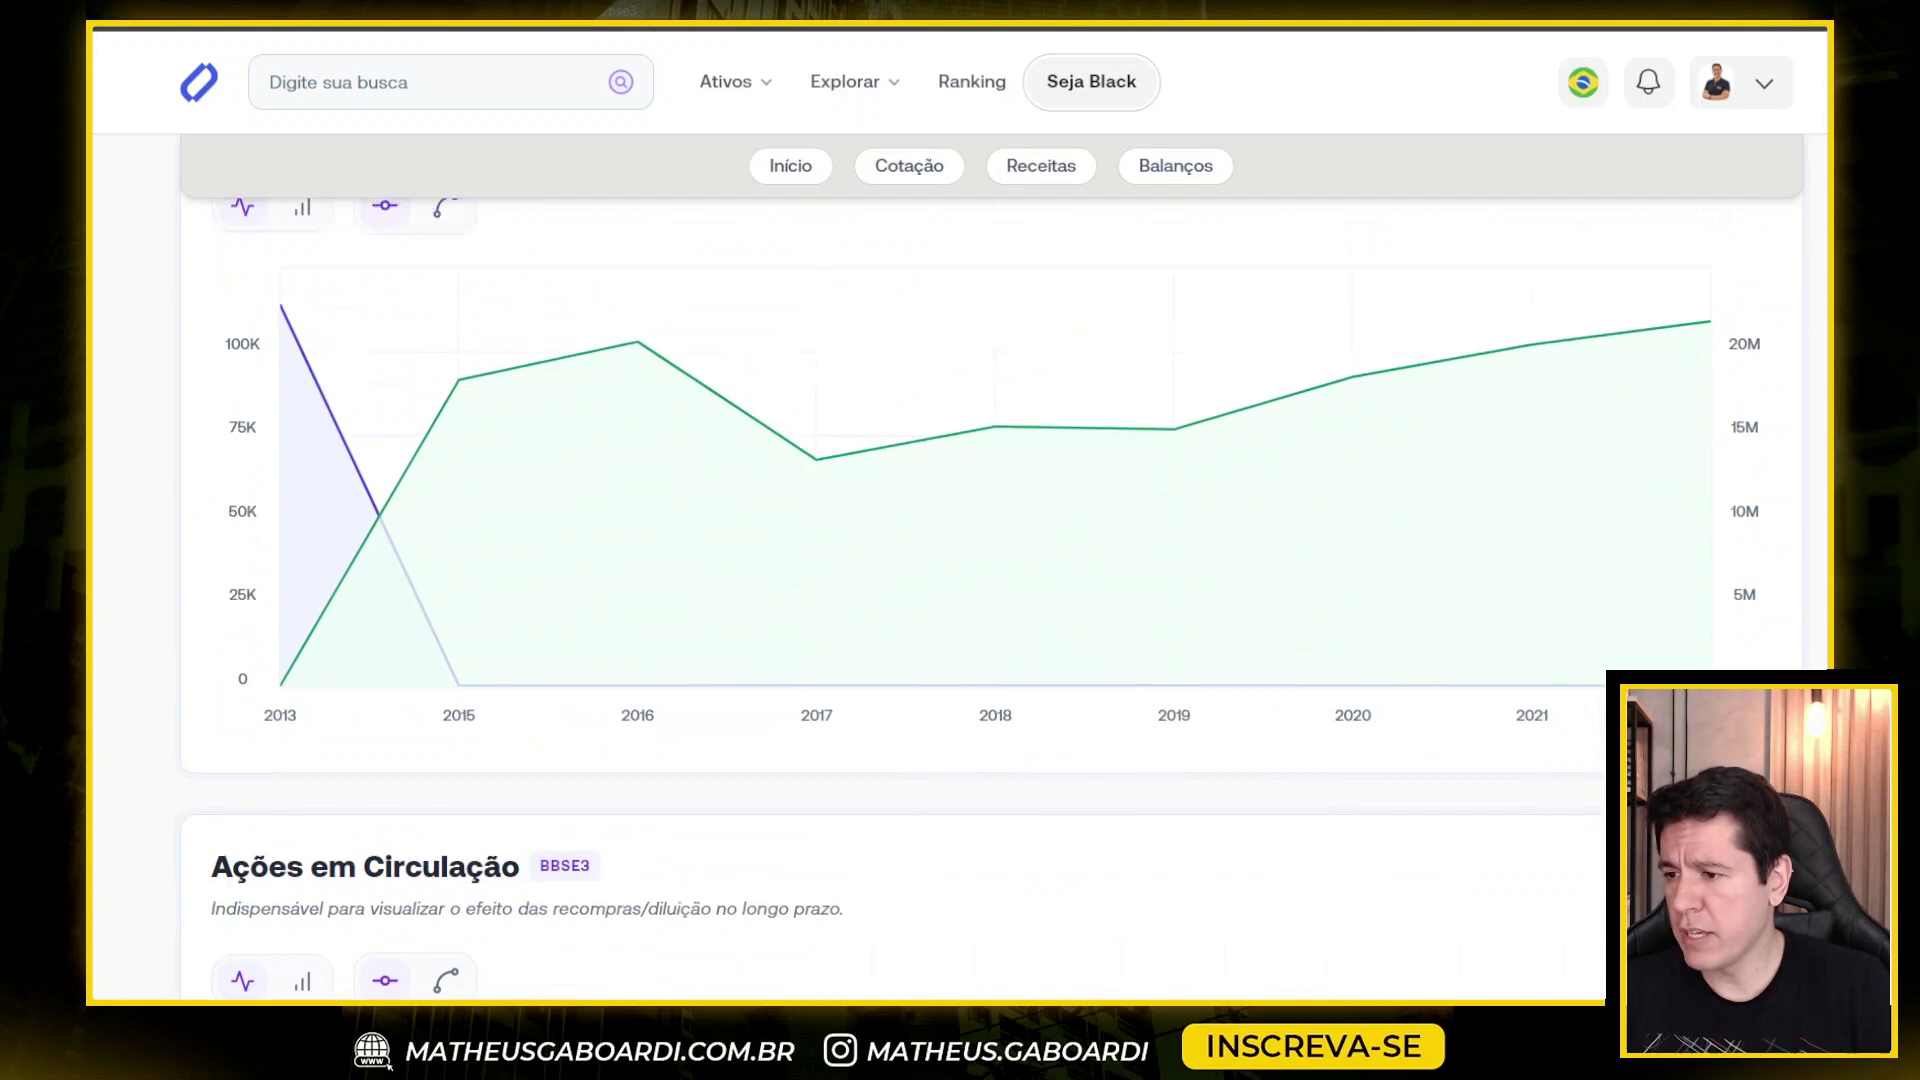 bse3
Digite sua busca
Ativos
Explorar
Ranking
Seja Black
Início
Cotação
Receitas
Balanços
100K
20M
75K
15M
50K
10M
25K
5M
0
2013
2015
2016
2017
2018
2019
2020
2021
Ações em Circulação BBSE3
Indispensável para visualizar o efeito das recompras/diluição no longo prazo.
WWW
MATHEUSGABOARDI.COM.BR
MATHEUS.GABOARDI
INSCREVA-SE